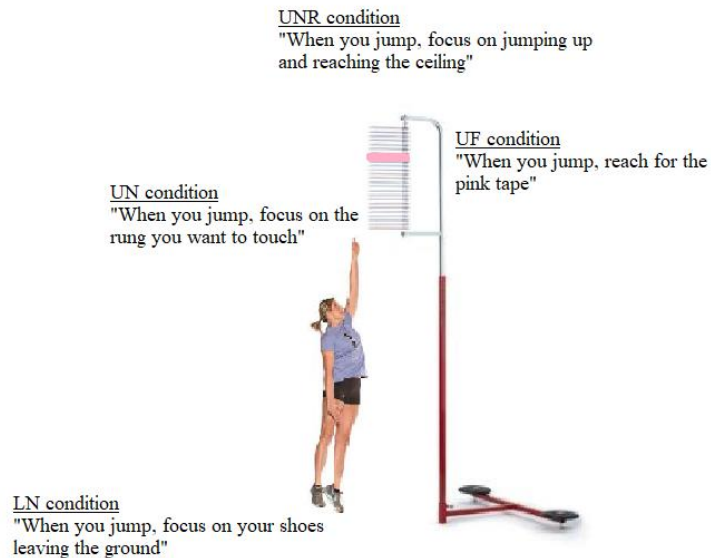 UNR condition
"When you jump, focus on jumping up
and reaching the ceiling"
UF condition
"When you jump, reach for the
pink tape"
UN condition
"When you jump, focus on the
rung you want to touch"
LN condition
"When you jump, focus on your shoes
leaving the ground"